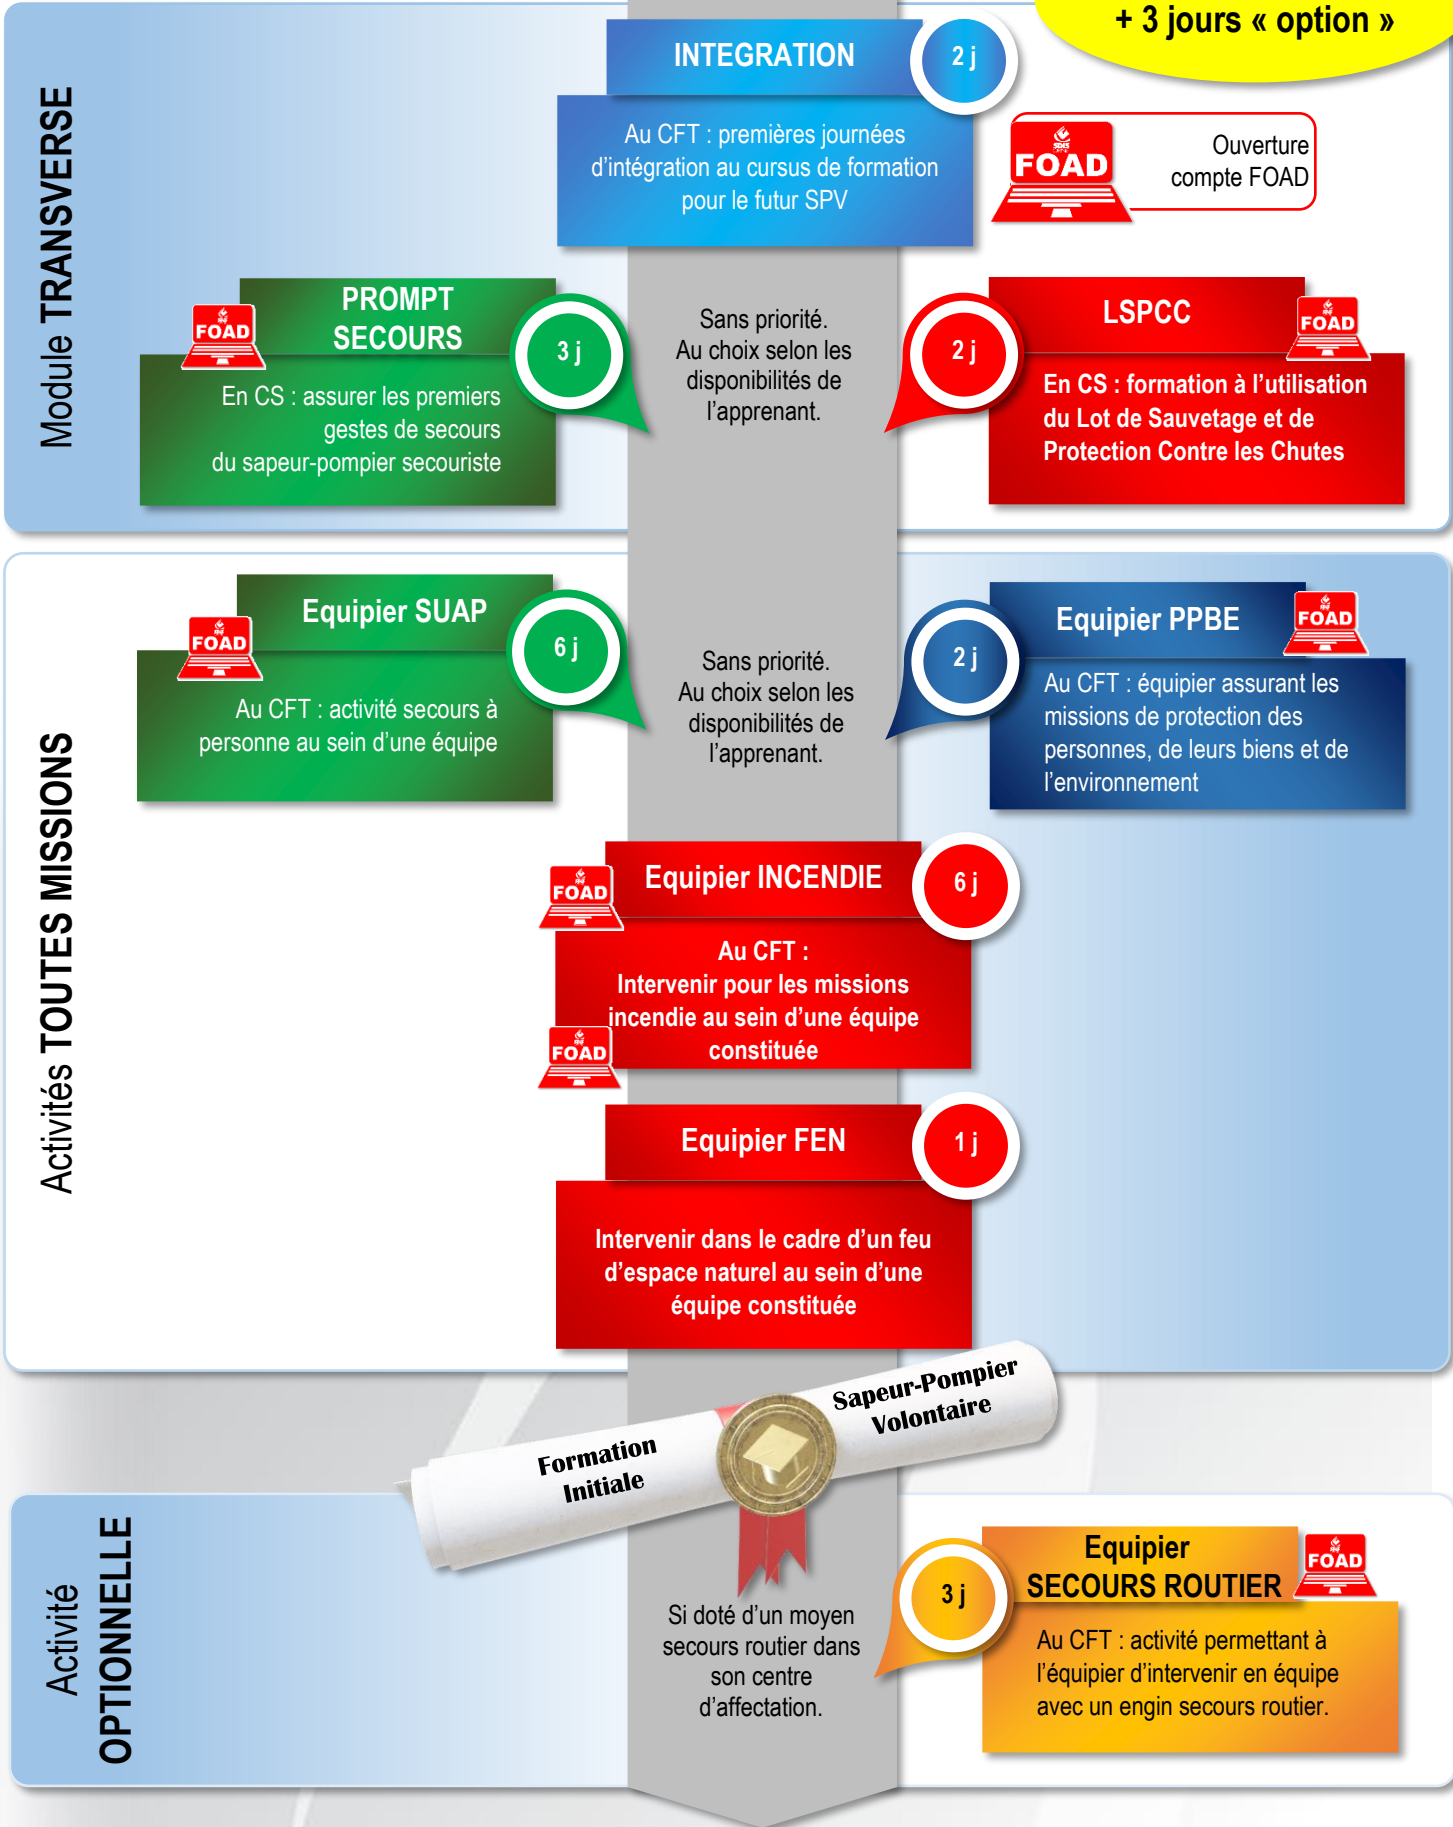 + 3 jours « option »
INTEGRATION
2 j
Au CFT : premières journées
d’intégration au cursus de formation
pour le futur SPV
FOAD
Ouverture
compte FOAD
Module TRANSVERSE
FOAD
PROMPT
SECOURS
3 j
En CS : assurer les premiers
gestes de secours
du sapeur-pompier secouriste
Sans priorité.
Au choix selon les
disponibilités de
l’apprenant.
2 j
LSPCC
FOAD
En CS : formation à l’utilisation
du Lot de Sauvetage et de
Protection Contre les Chutes
Activités TOUTES MISSIONS
FOAD
Equipier SUAP
6 j
Au CFT : activité secours à
personne au sein d’une équipe
Sans priorité.
Au choix selon les
disponibilités de
l’apprenant.
2 j
Equipier PPBE
FOAD
Au CFT : équipier assurant les
missions de protection des
personnes, de leurs biens et de
l’environnement
FOAD
Equipier INCENDIE
6 j
Au CFT :
Intervenir pour les missions
incendie au sein d’une équipe
constituée
FOAD
Equipier FEN
1 j
Intervenir dans le cadre d’un feu
d’espace naturel au sein d’une
équipe constituée
Formation
Initiale
Sapeur-Pompier
Volontaire
Activité
OPTIONNELLE
Si doté d’un moyen
secours routier dans
son centre
d’affectation.
3 j
Equipier
SECOURS ROUTIER
FOAD
Au CFT : activité permettant à
l’équipier d’intervenir en équipe
avec un engin secours routier.